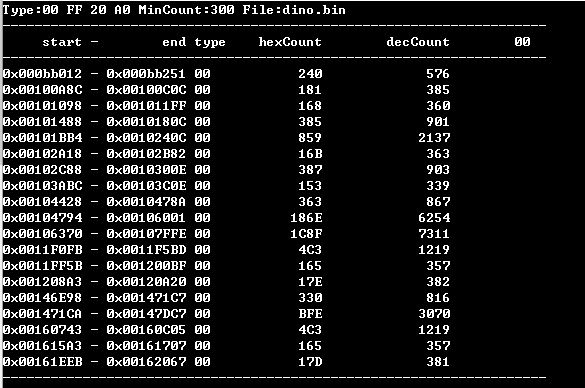 Type:00 FF 20 A0 MinCount:300 File:dino.bin
start - end type hexCount decCount 00
0x000bb012 - 0x000bb251 00 240 576
0x00100A8C - 0x00100C0C 00 181 385
0x00101098 - 0x001011FF 00 168 360
0x00101488 - 0x0010180C 00 385 901
0x00101BB4 - 0x0010240C 00 859 2137
0x00102A18 - 0x00102B82 00 16B 363
0x00102C88 - 0x0010300E 00 387 903
0x00103ABC - 0x00103C0E 00 153 339
0x00104428 - 0x0010478A 00 363 867
0x00104794 - 0x00106001 00 186E 6254
0x00106370 - 0x00107FFE 00 1C8F 7311
0x0011F0FB - 0x0011F5BD 00 4C3 1219
0x0011FF5B - 0x001200BF 00 165 357
0x001208A3 - 0x00120A20 00 17E 382
0x00146E98 - 0x001471C7 00 330 816
0x001471CA - 0x00147DC7 00 BFE 3070
0x00160743 - 0x00160C05 00 4C3 1219
0x001615A3 - 0x00161707 00 165 357
0x00161EEB - 0x00162067 00 17D 381